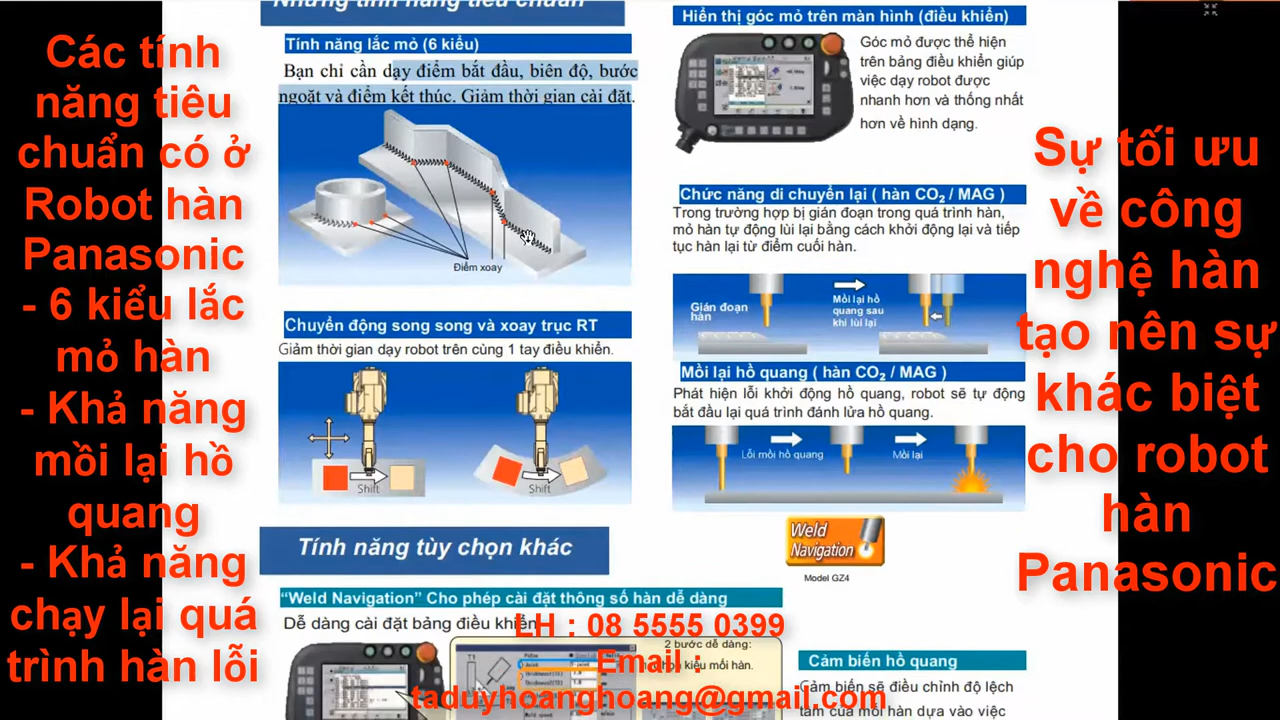 Các tính
năng tiêu
chuẩn có ở
Robot hàn
Panasonic
- 6 kiểu lắc
mỏ hàn
- Khả năng
mồi lại hồ
quang
- Khả năng
chạy lại quá
trình hàn lỗi
Những tính năng tiêu chuẩn
Tính năng lắc mỏ (6 kiểu)
Bạn chỉ cần dạy điểm bắt đầu, biên độ, bước
ngoặt và điểm kết thúc. Giảm thời gian cài đặt.
Điểm xoay
Chuyển động song song và xoay trục RT
Giảm thời gian dạy robot trên cùng 1 tay điều khiển.
Shift
Shift
Hiển thị góc mỏ trên màn hình (điều khiển)
Góc mỏ được thể hiện
trên bảng điều khiển giúp
việc dạy robot được
nhanh hơn và thống nhất
hơn về hình dạng.
Chức năng di chuyển lại ( hàn CO₂ / MAG )
Trong trường hợp bị gián đoạn trong quá trình hàn,
mỏ hàn tự động lùi lại bằng cách khởi động lại và tiếp
tục hàn lại từ điểm cuối hàn.
Gián đoạn
hàn
Mồi lại hồ
quang sau
khi lùi lại
Mồi lại hồ quang ( hàn CO₂ / MAG )
Phát hiện lỗi khởi động hồ quang, robot sẽ tự động
bắt đầu lại quá trình đánh lửa hồ quang.
Lỗi mồi hồ quang
Mồi lại
Weld
Navigation
Model GZ4
Tính năng tùy chọn khác
“Weld Navigation” Cho phép cài đặt thông số hàn dễ dàng
Dễ dàng cài đặt bảng điều khiển
2 bước dễ dàng:
Chọn kiểu mối hàn.
Cảm biến hồ quang
Cảm biến sẽ điều chỉnh độ lệch
tâm của mối hàn dựa vào việc
LH : 08 5555 0399
Email :
taduyhoanghoang@gmail.com
Sự tối ưu
về công
nghệ hàn
tạo nên sự
khác biệt
cho robot
hàn
Panasonic